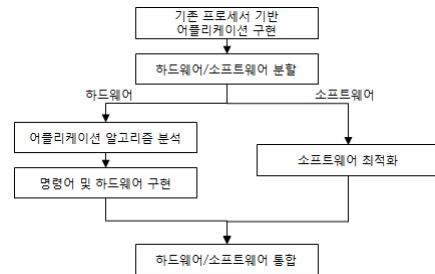 기존 프로세서 기반
어플리케이션 구현
하드웨어/소프트웨어 분할
하드웨어
소프트웨어
어플리케이션 알고리즘 분석
소프트웨어 최적화
명령어 및 하드웨어 구현
하드웨어/소프트웨어 통합